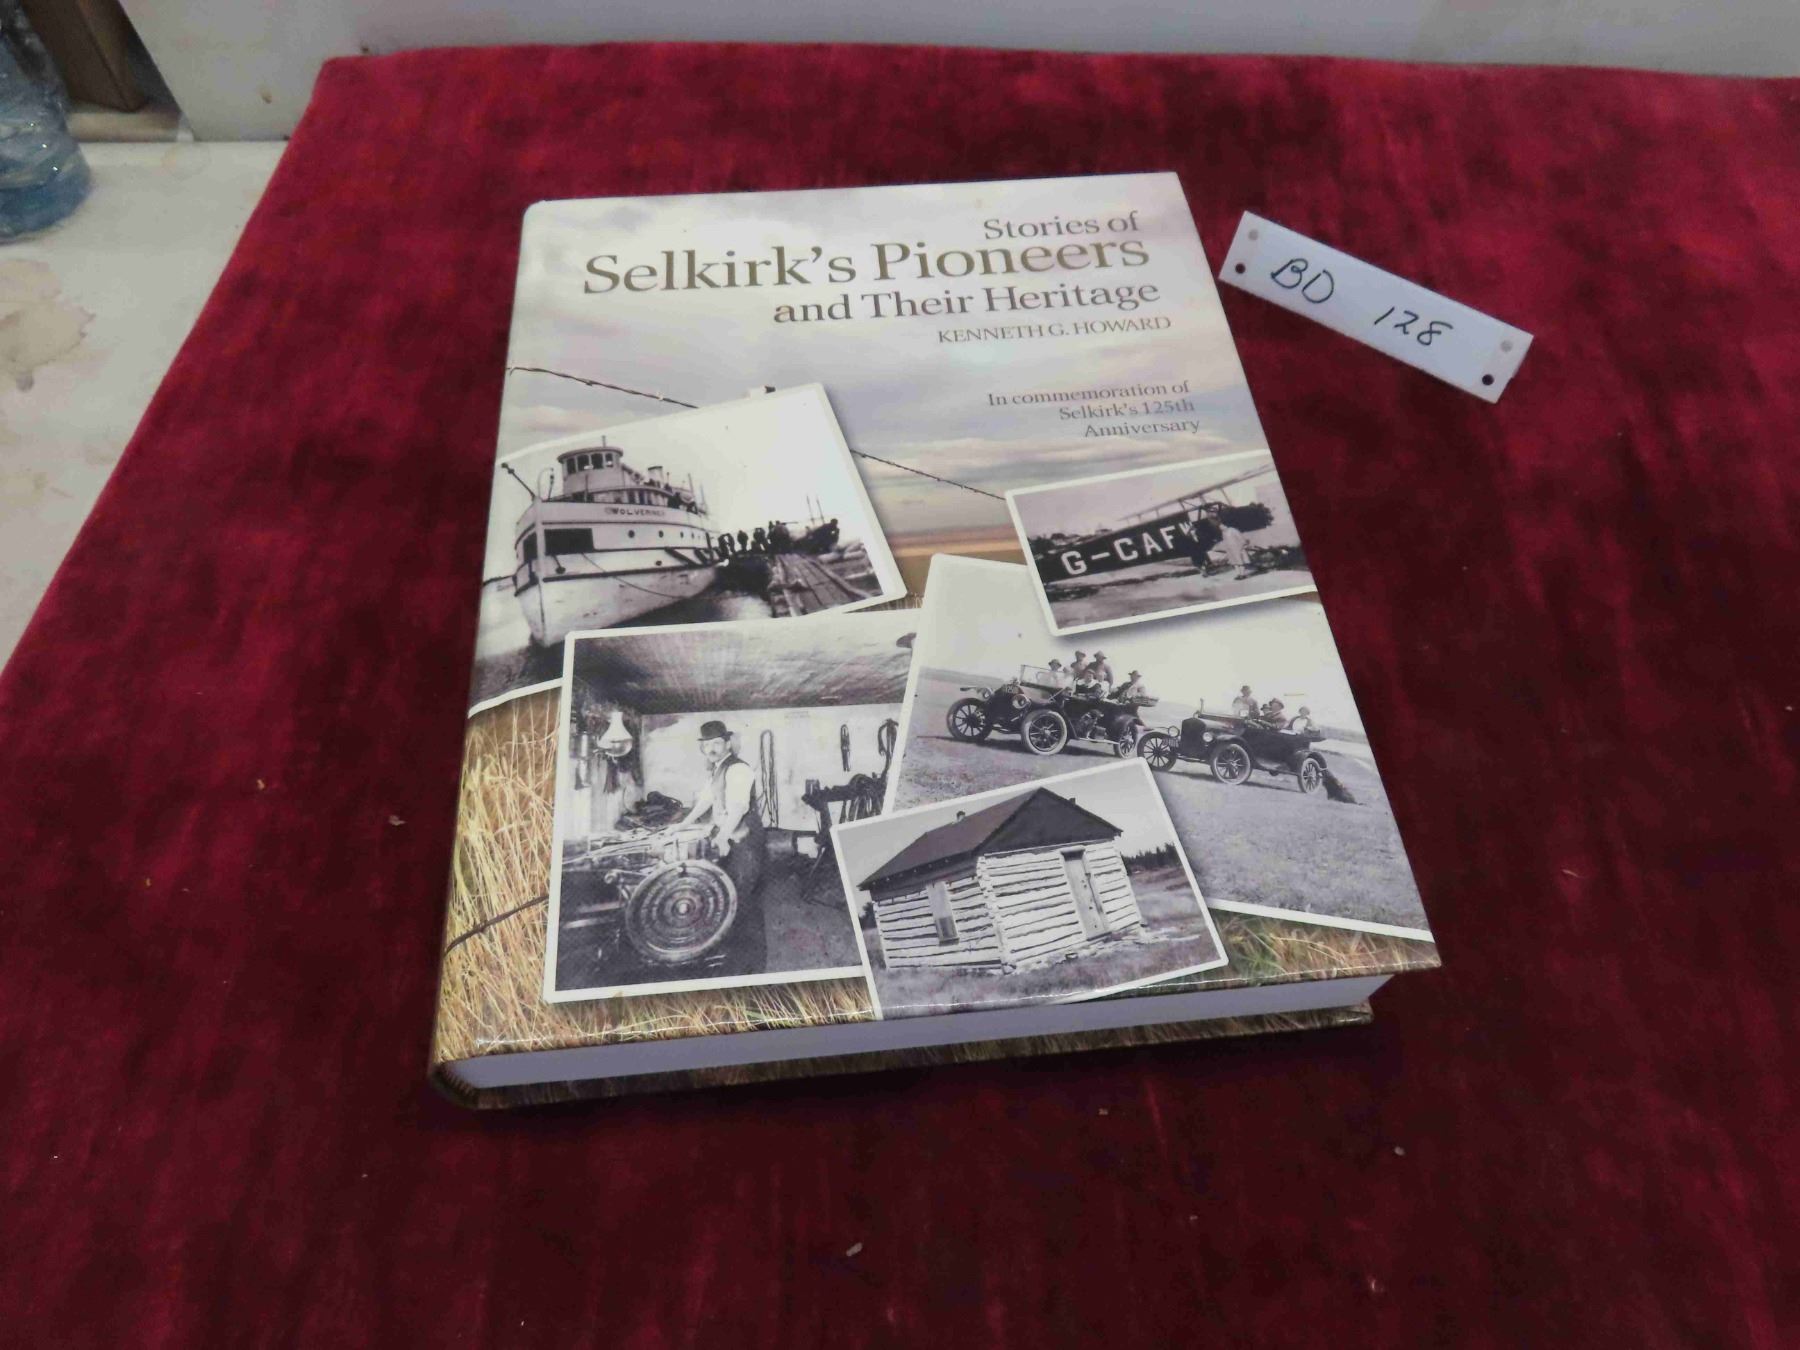 Stories of
Selkirk's Pioneers
and Their Heritage
KENNETH G. HOWARD
In commemoration of
Selkirk's 125th
Anniversary
WOLVERINE
G-CAF
BD 128